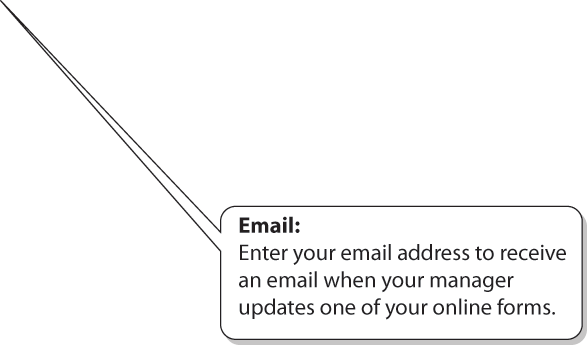 Email:
Enter your email address to receive
an email when your manager
updates one of your online forms.